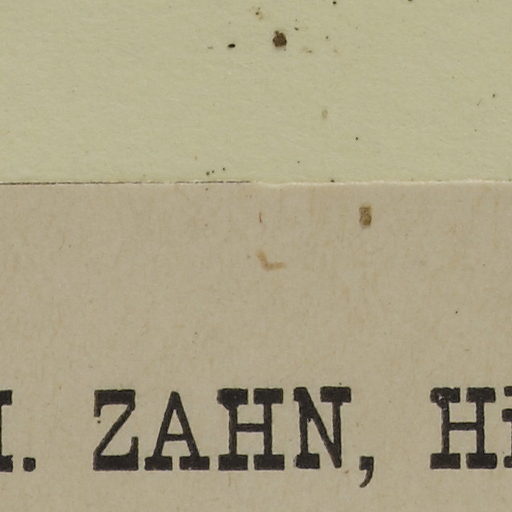 . ZAHN,